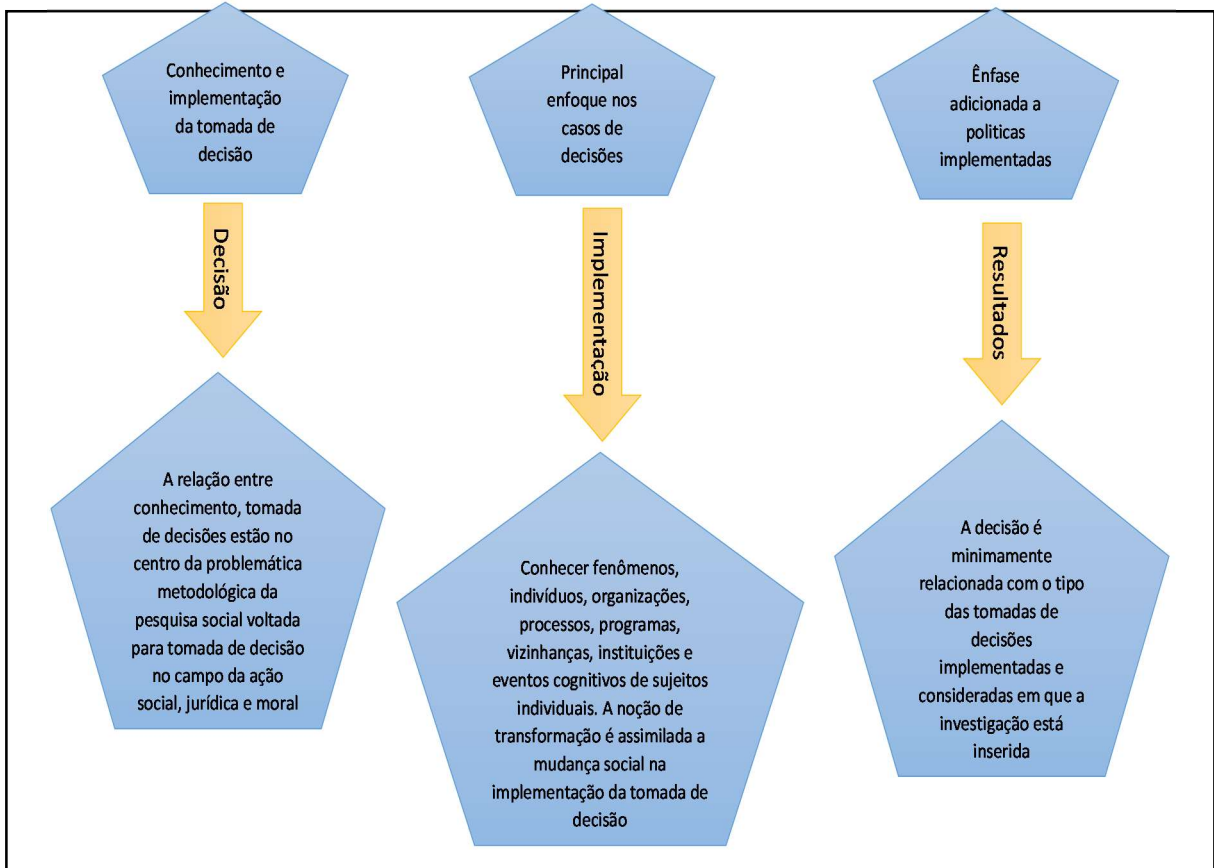 Conhecimento e
implementação
da tomada de
decisão
Decisão
A relação entre
conhecimento, tomada
de decisões estão no
centro da problemática
metodológica da
pesquisa social voltada
para tomada de decisão
no campo da ação
social, jurídica e moral
Principal
enfoque nos
casos de
decisões
Implementação
Conhecer fenômenos,
indivíduos, organizações,
processos, programas,
vizinhanças, instituições e
eventos cognitivos de sujeitos
individuais. A noção de
transformação é assimilada a
mudança social na
implementação da tomada de
decisão
Ênfase
adicionada a
politicas
implementadas
Resultados
A decisão é
minimamente
relacionada com o tipo
das tomadas de
decisões
implementadas e
consideradas em que a
investigação está
inserida